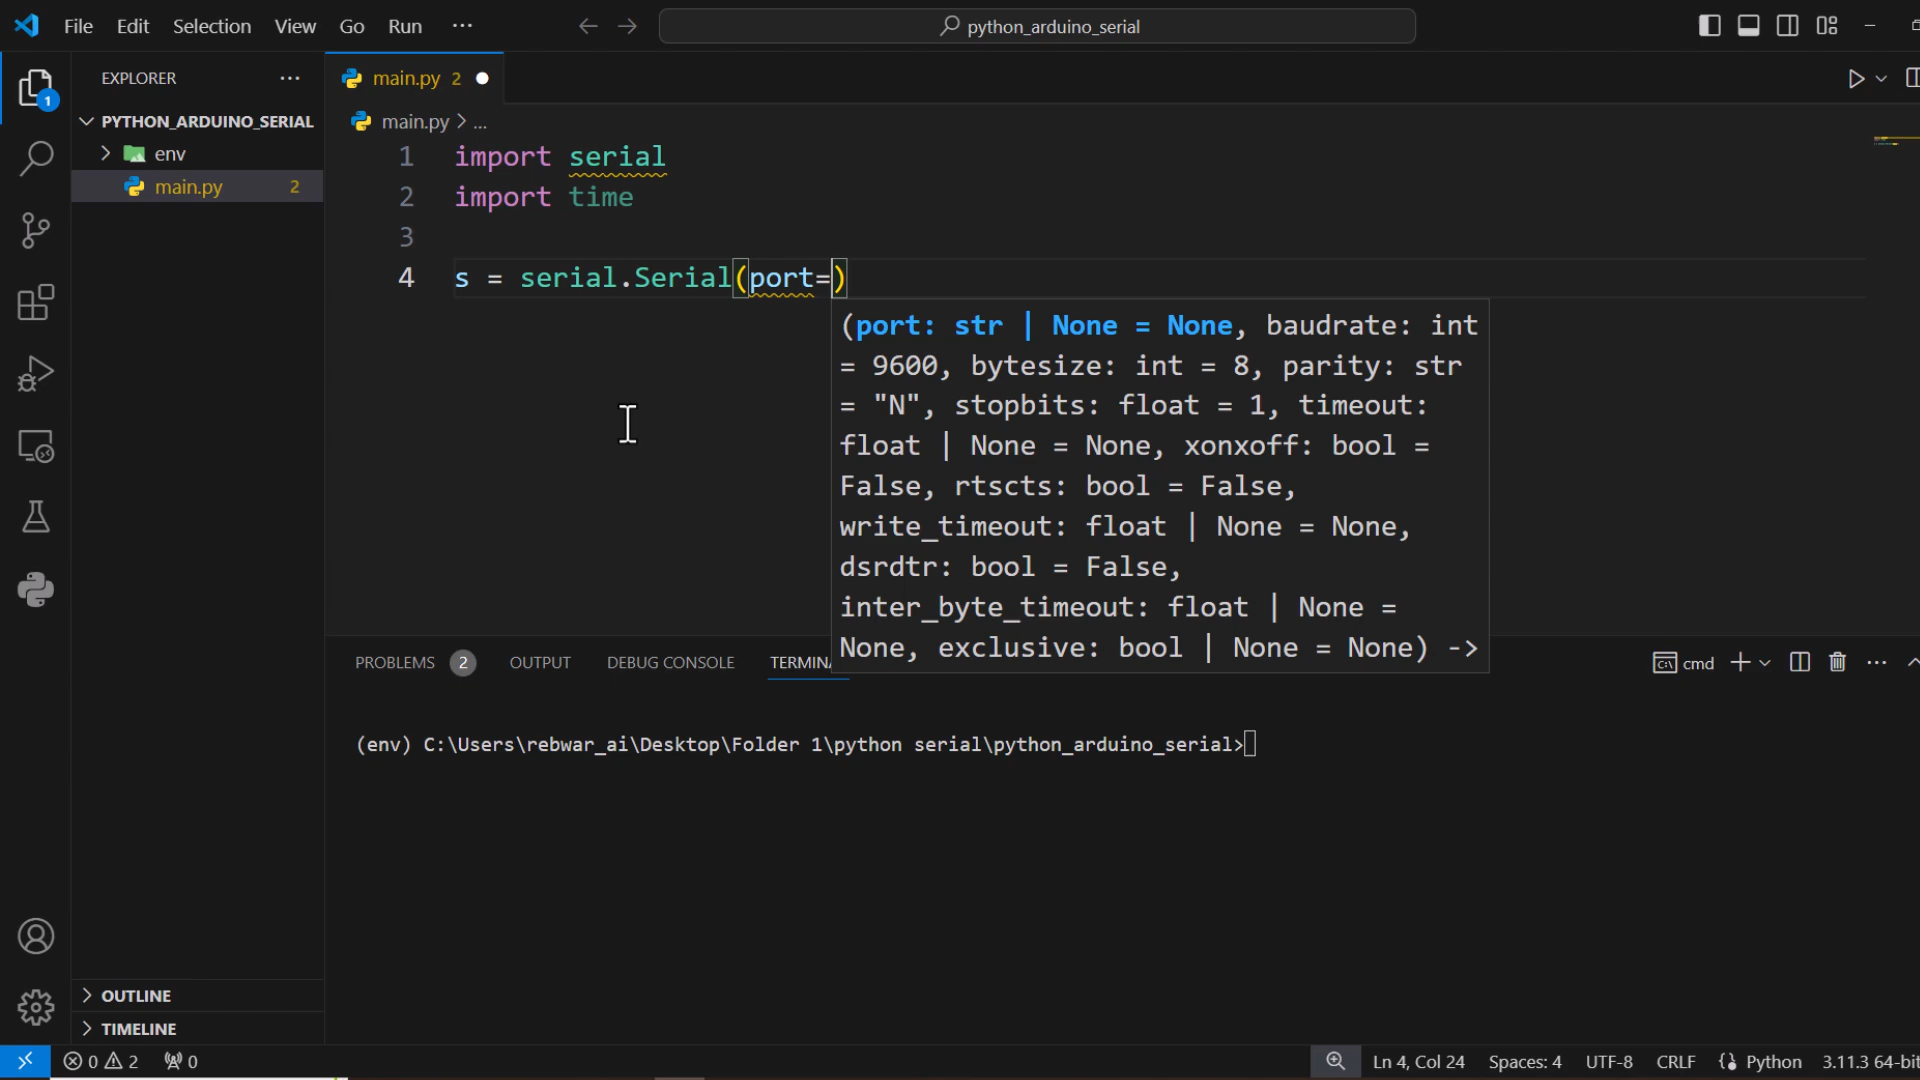 File Edit Selection View Go Run ···
python_arduino_serial
EXPLORER ···
1
PYTHON_ARDUINO_SERIAL
env
main.py 2
OUTLINE
TIMELINE
main.py 2
main.py > ...
1 import serial
2 import time
3
4 s = serial.Serial(port=)
(port: str | None = None, baudrate: int
= 9600, bytesize: int = 8, parity: str
= "N", stopbits: float = 1, timeout:
float | None = None, xonxoff: bool =
False, rtscts: bool = False,
write_timeout: float | None = None,
dsrdtr: bool = False,
inter_byte_timeout: float | None =
None, exclusive: bool | None = None) ->
PROBLEMS 2 OUTPUT DEBUG CONSOLE
cmd
(env) C:\Users\rebwar_ai\Desktop\Folder 1\python serial\python_arduino_serial>
0 2 0
Ln 4, Col 24 Spaces: 4 UTF-8 CRLF Python 3.11.3 64-bit